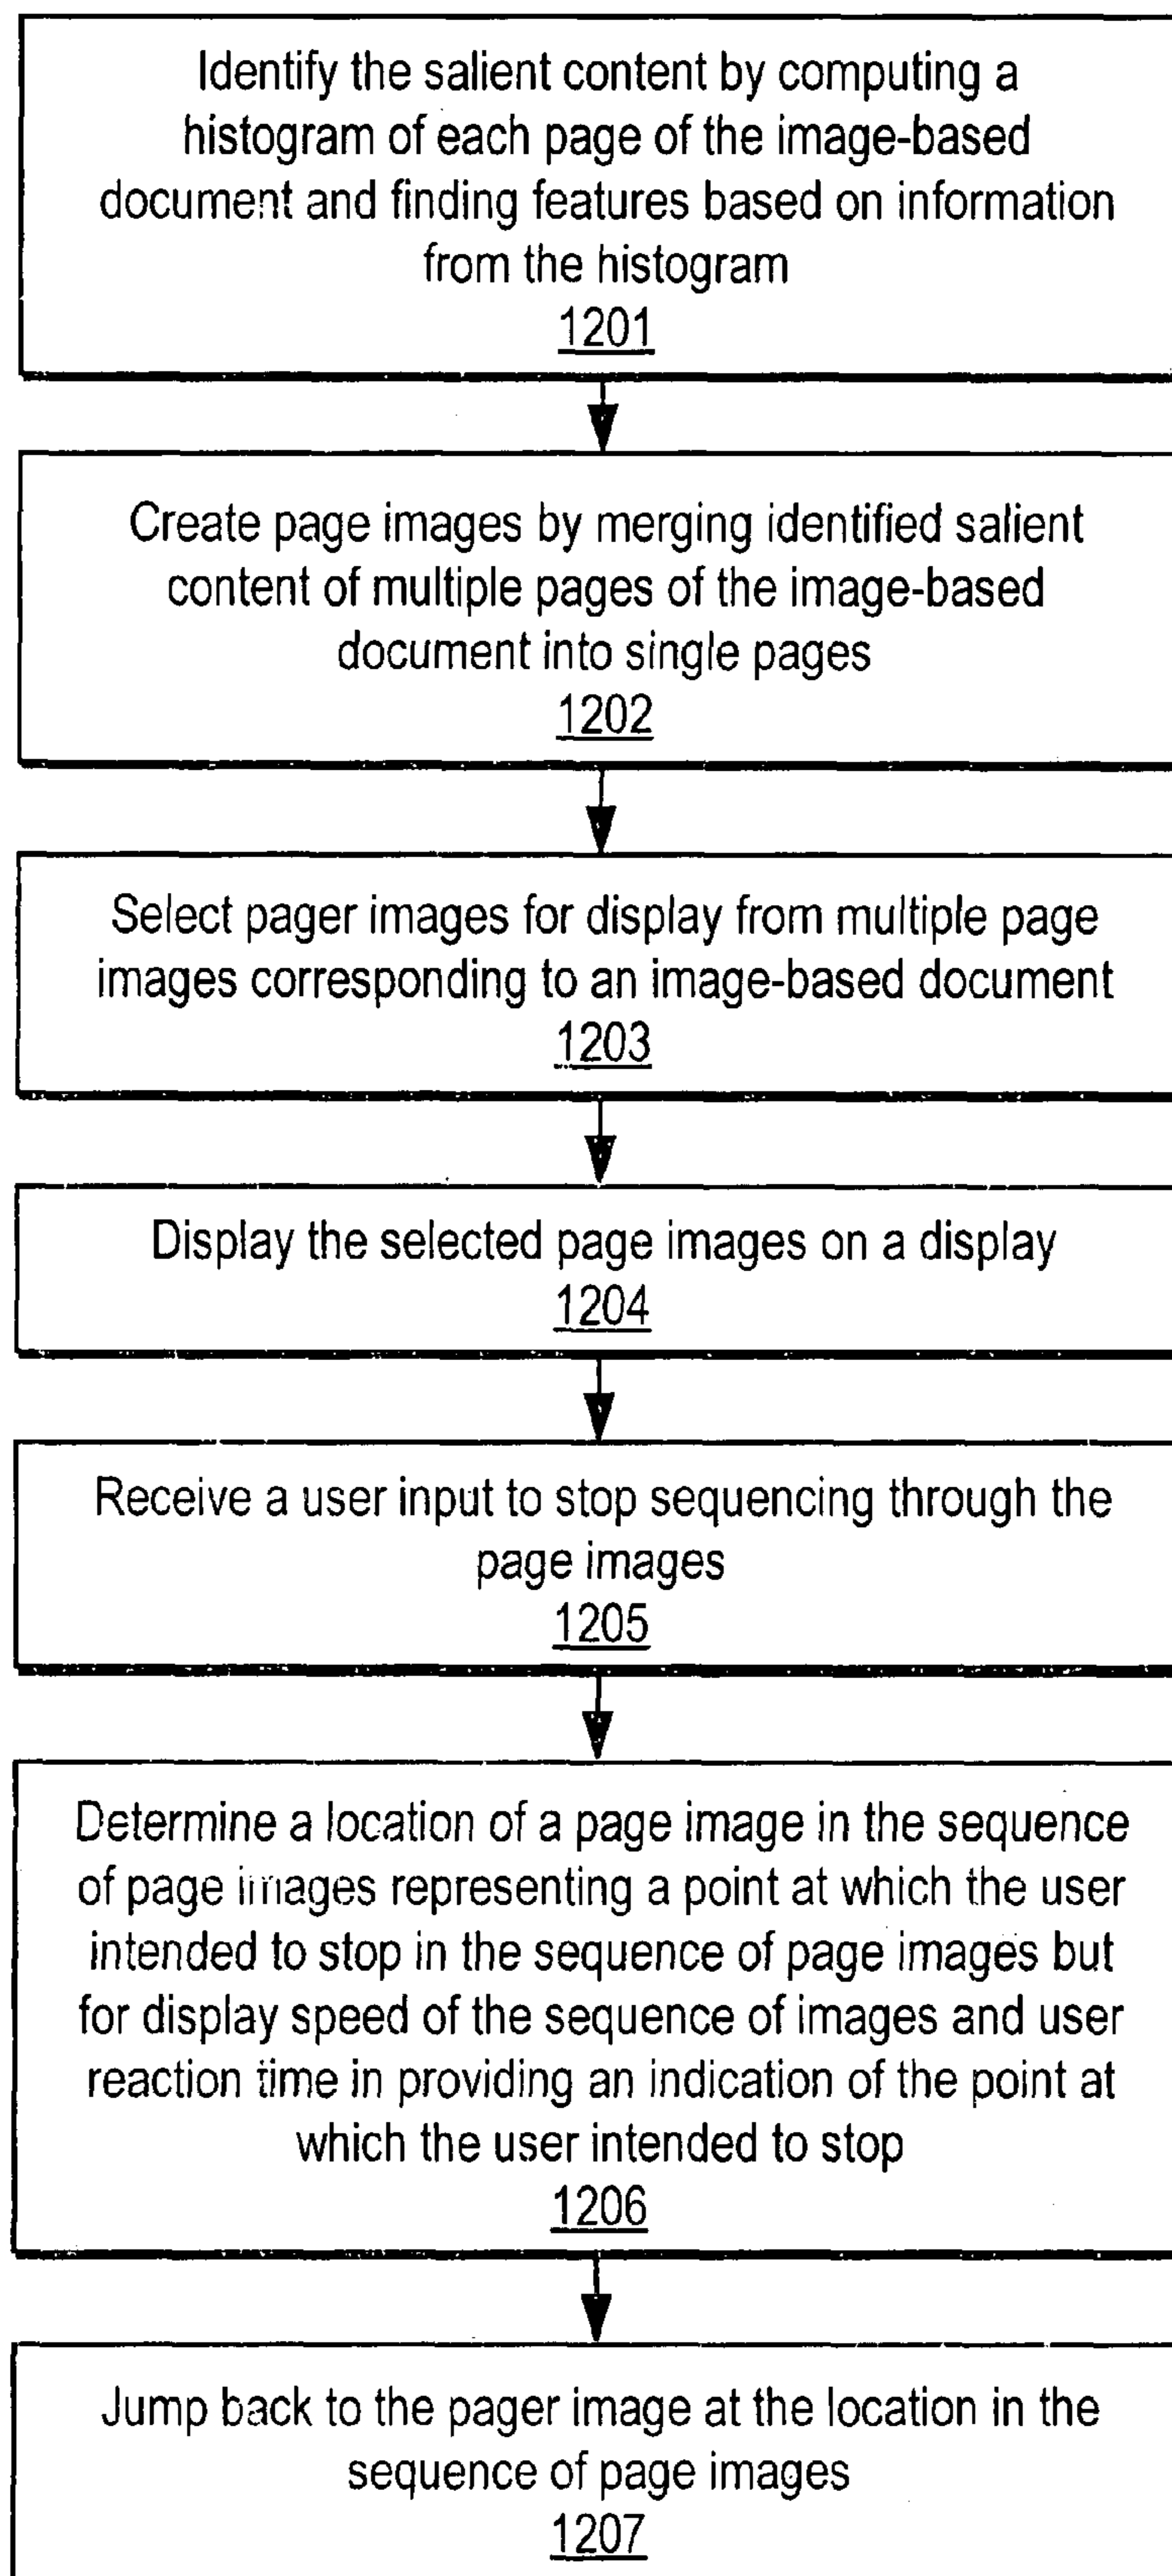 Identify the salient content by computing a
histogram of each page of the image-based
document and finding features based on information
from the histogram
1201
Create page images by merging identified salient
content of multiple pages of the image-based
document into single pages
1202
Select pager images for display from multiple page
images corresponding to an image-based document
1203
Display the selected page images on a display
1204
Receive a user input to stop sequencing through the
page images
1205
Determine a location of a page image in the sequence
of page images representing a point at which the user
intended to stop in the sequence of page images but
for display speed of the sequence of images and user
reaction time in providing an indication of the point at
which the user intended to stop
1206
Jump back to the pager image at the location in the
sequence of page images
1207